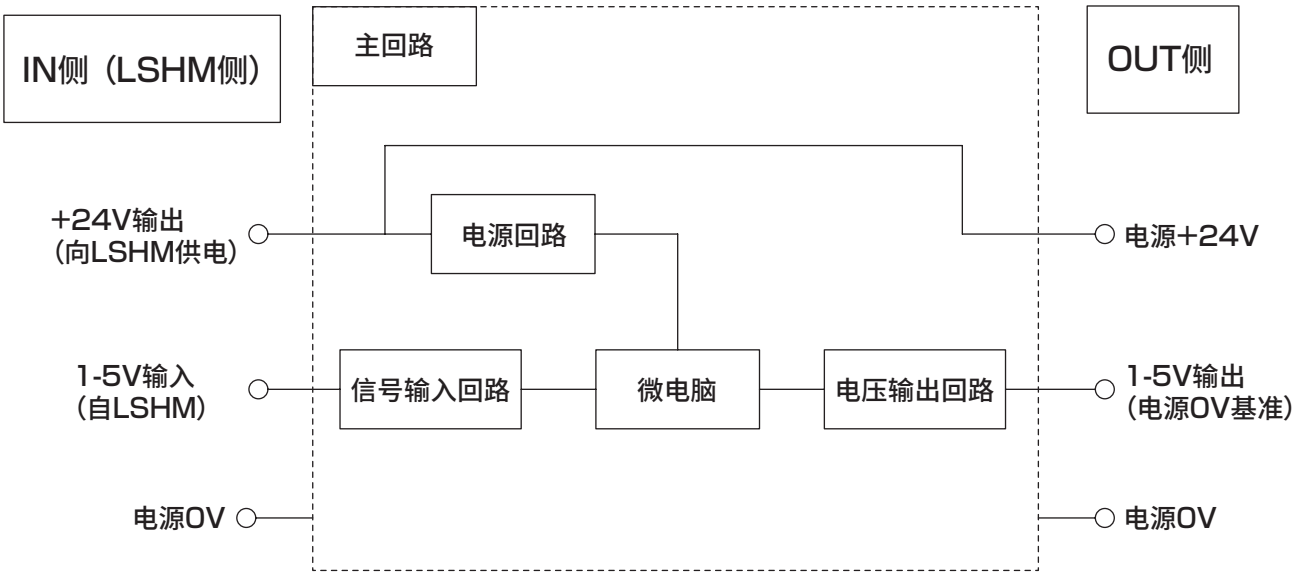 IN侧（LSHM侧）
主回路
OUT侧
+24V输出
（向LSHM供电）
电源回路
电源+24V
1-5V输入
（自LSHM）
信号输入回路
微电脑
电压输出回路
1-5V输出
（电源0V基准）
电源0V
电源0V